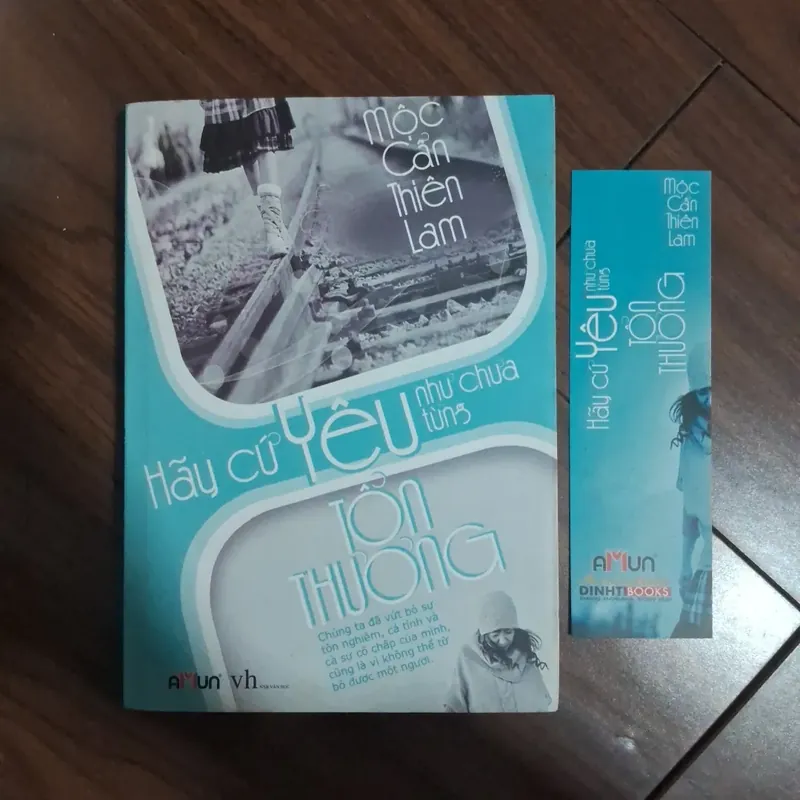 Mộc
Cẩn
Thiên
Lam
Hãy cứ Yêu như chưa
từng
TỔN
THƯƠNG
Chúng ta đã vứt bỏ sự
tôn nghiêm, cá tính và
cả sự cố chấp của mình,
cũng là vì không thể từ
bỏ được một người.
AMUN vh
Mộc
Cẩn
Thiên
Lam
Hãy cứ Yêu như chưa
từng
TỔN
THƯƠNG
AMUN
DINHTIBOOKS